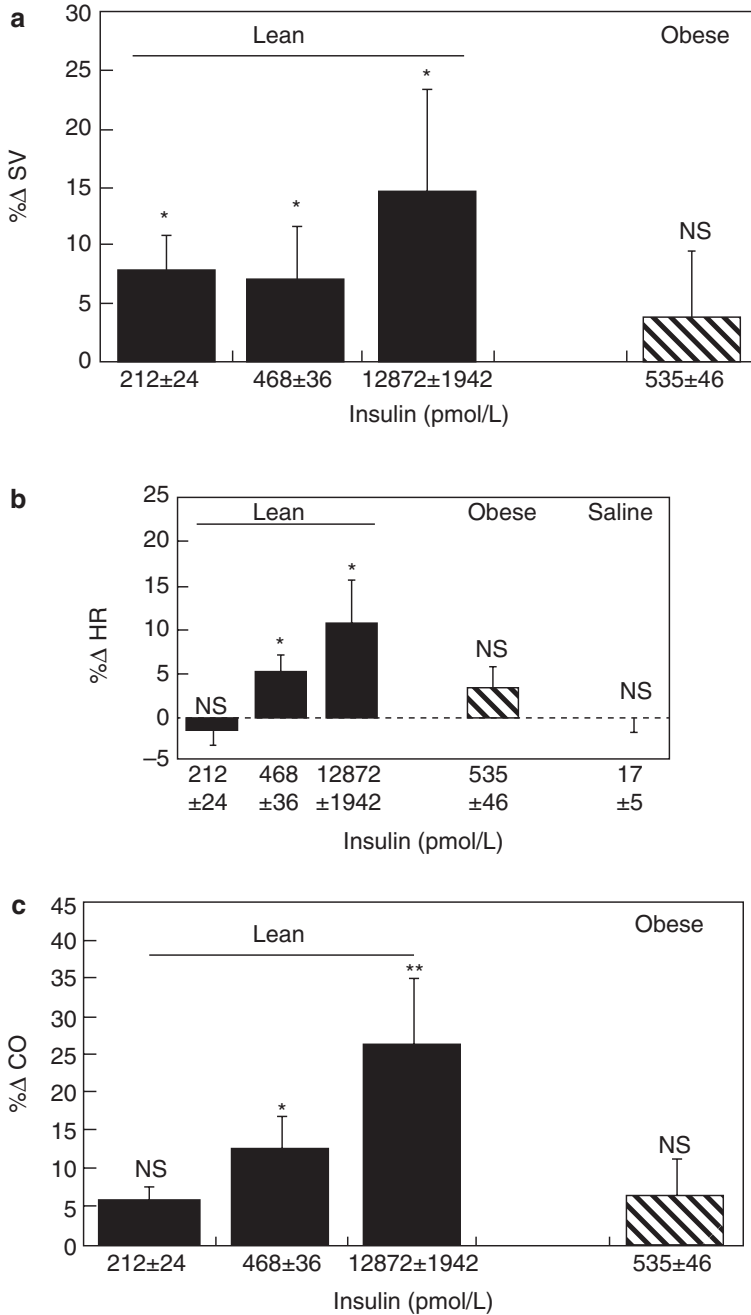 a
30
Lean Obese
25
*
20
%Δ SV
15
*
*
10
NS
5
0
212±24 468±36 12872±1942 535±46
Insulin (pmol/L)
b
25
Lean Obese Saline
20
15
*
%Δ HR
10
*
NS
5
NS
NS
0
–5
212 468 12872 535 17
±24 ±36 ±1942 ±46 ±5
Insulin (pmol/L)
c
45
Obese
40
Lean
35
**
30
%Δ CO
25
20
*
15
NS
NS
10
5
0
212±24 468±36 12872±1942 535±46
Insulin (pmol/L)